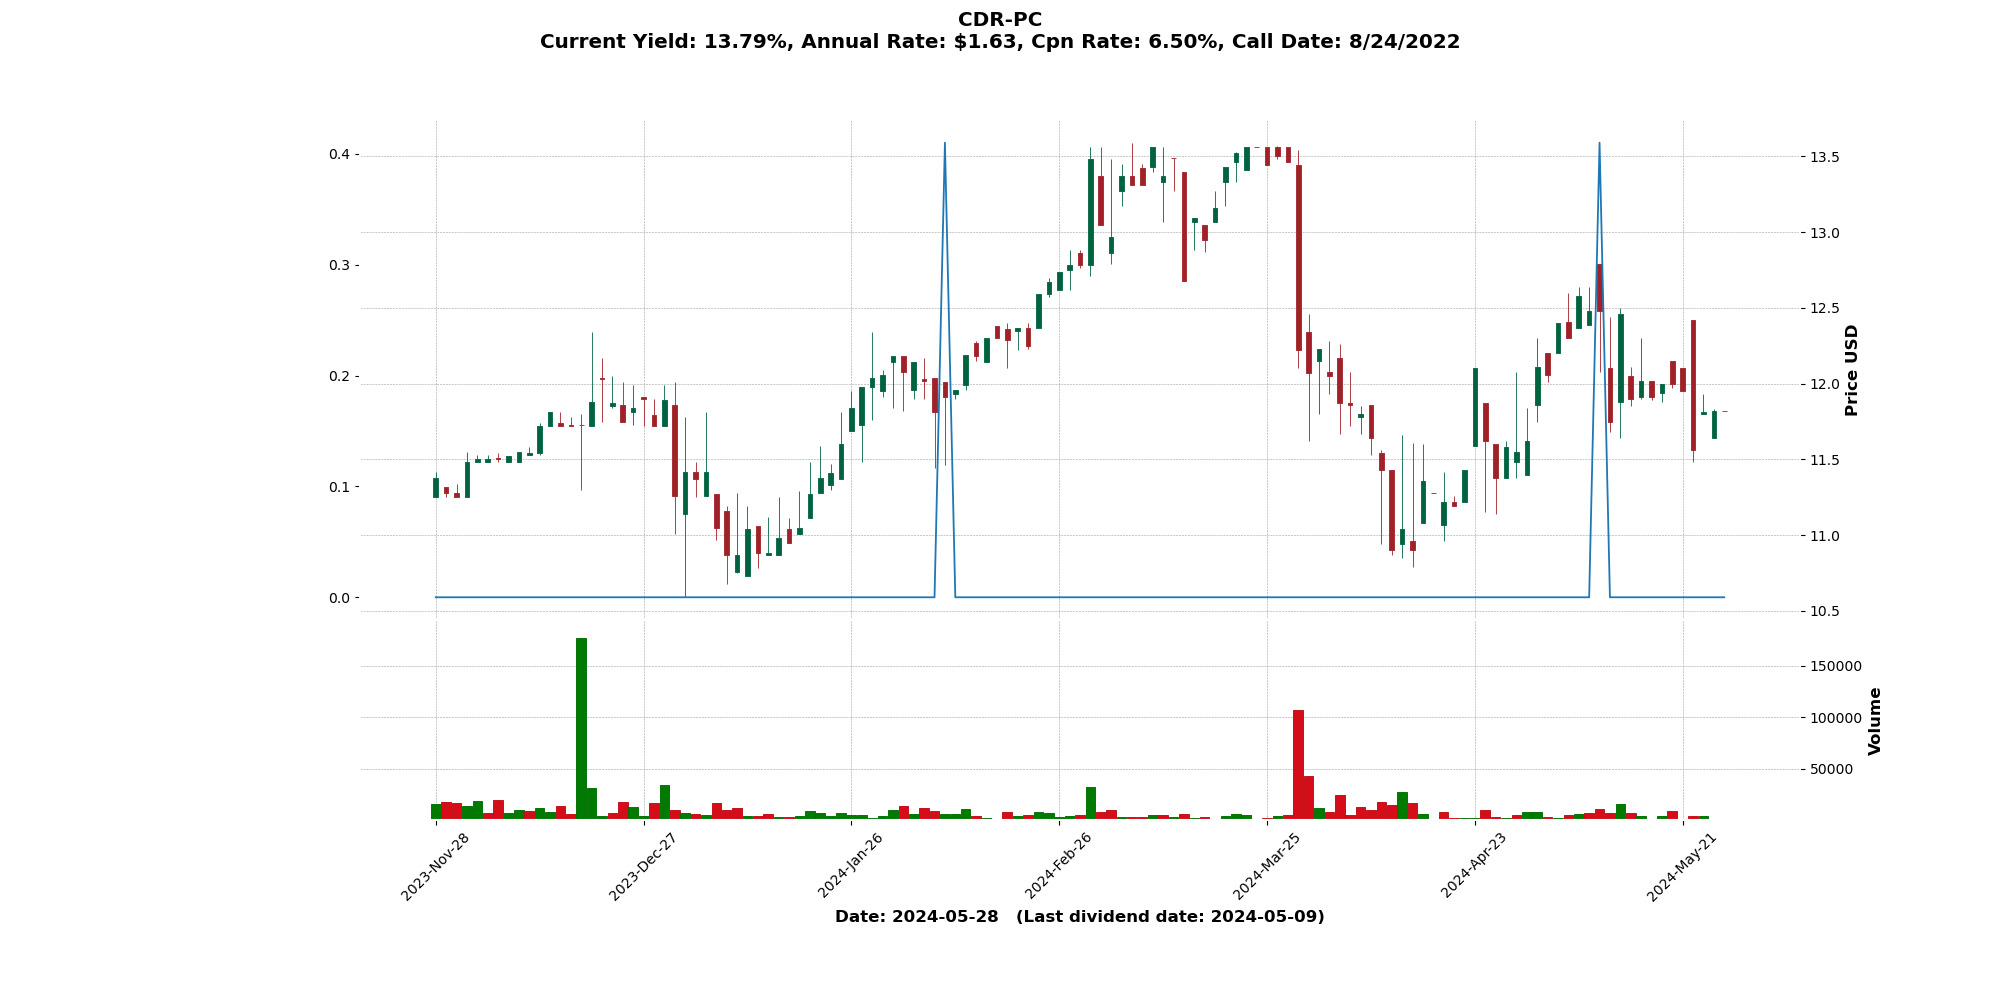 CDR-PC
Current Yield: 13.79%, Annual Rate: $1.63, Cpn Rate: 6.50%, Call Date: 8/24/2022
0.4
0.3
0.2
0.1
0.0
13.5
13.0
12.5
12.0
11.5
11.0
10.5
Price USD
150000
100000
50000
Volume
2023-Nov-28
2023-Dec-27
2024-Jan-26
2024-Feb-26
2024-Mar-25
2024-Apr-23
2024-May-21
Date: 2024-05-28 (Last dividend date: 2024-05-09)